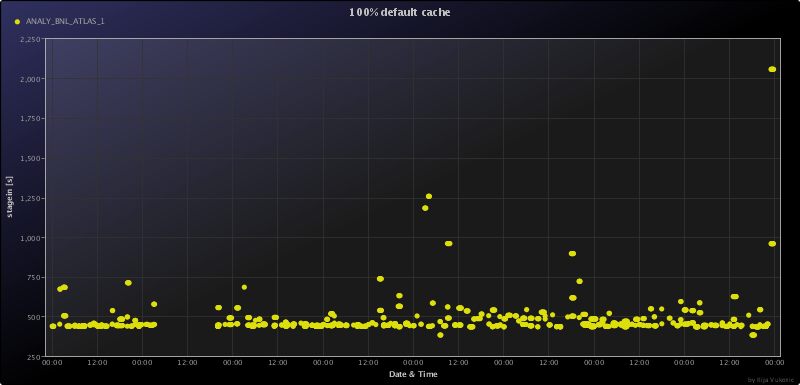 100% default cache
ANALY_BNL_ATLAS_1
2,250
2,000
1,750
1,500
1,250
1,000
750
500
250
stagein [s]
00:00 12:00 00:00 12:00 00:00 12:00 00:00 12:00 00:00 12:00 00:00 12:00 00:00 12:00 00:00 12:00 00:00
Date & Time
by Ilija Vukotic